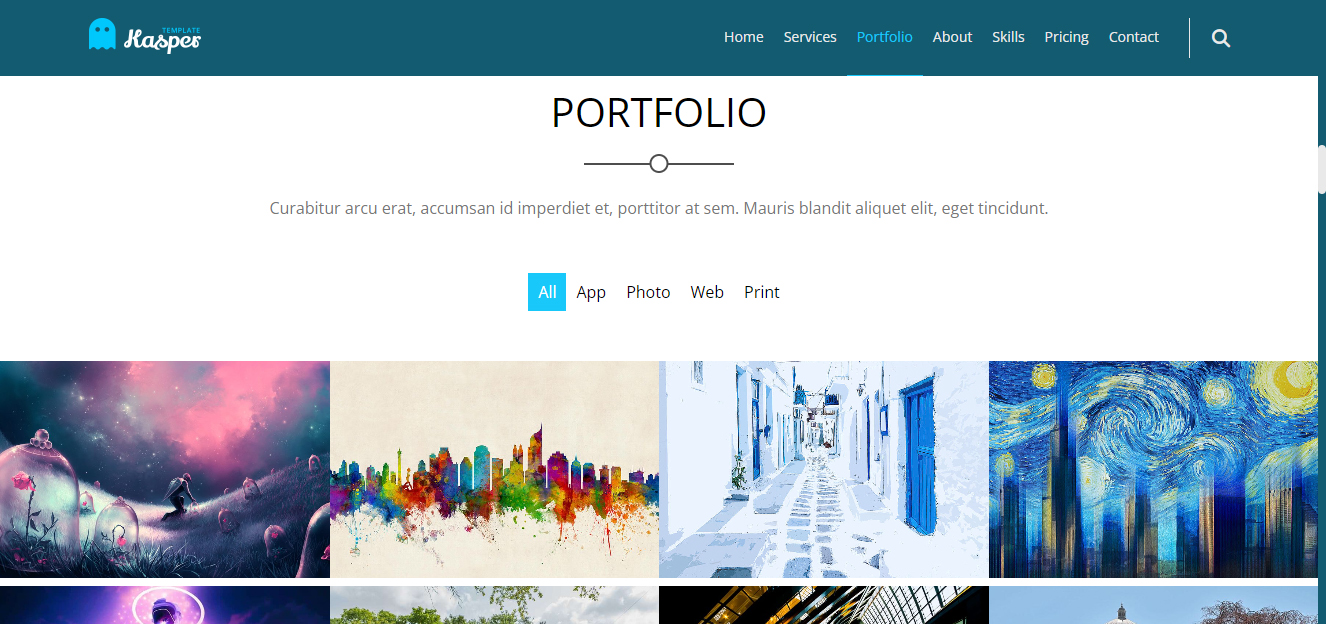 TEMPLATE
Kasper
Home Services Portfolio About Skills Pricing Contact
PORTFOLIO
Curabitur arcu erat, accumsan id imperdiet et, porttitor at sem. Mauris blandit aliquet elit, eget tincidunt.
All App Photo Web Print